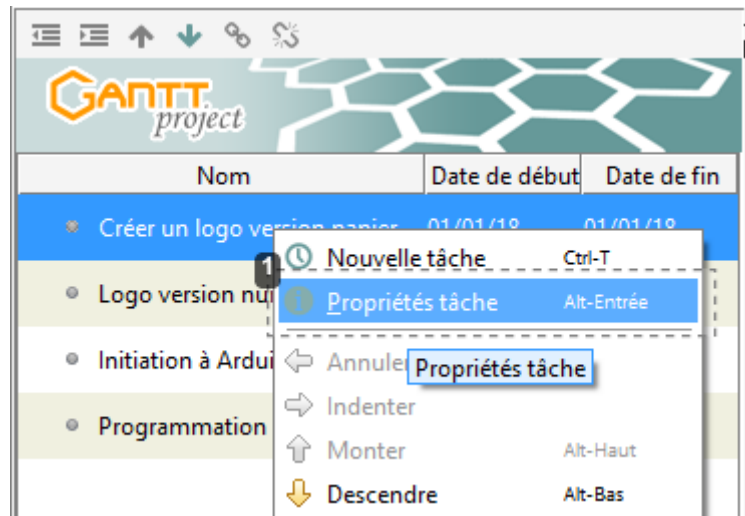 GANTT
project
Nom Date de début Date de fin
Créer un logo version papier 01/01/18 01/01/18
1
Nouvelle tâche Ctrl-T
Logo version
Propriétés tâche Alt-Entrée
Initiation à
Annuler
Propriétés tâche
Indenter
Programmation
Monter Alt-Haut
Descendre Alt-Bas